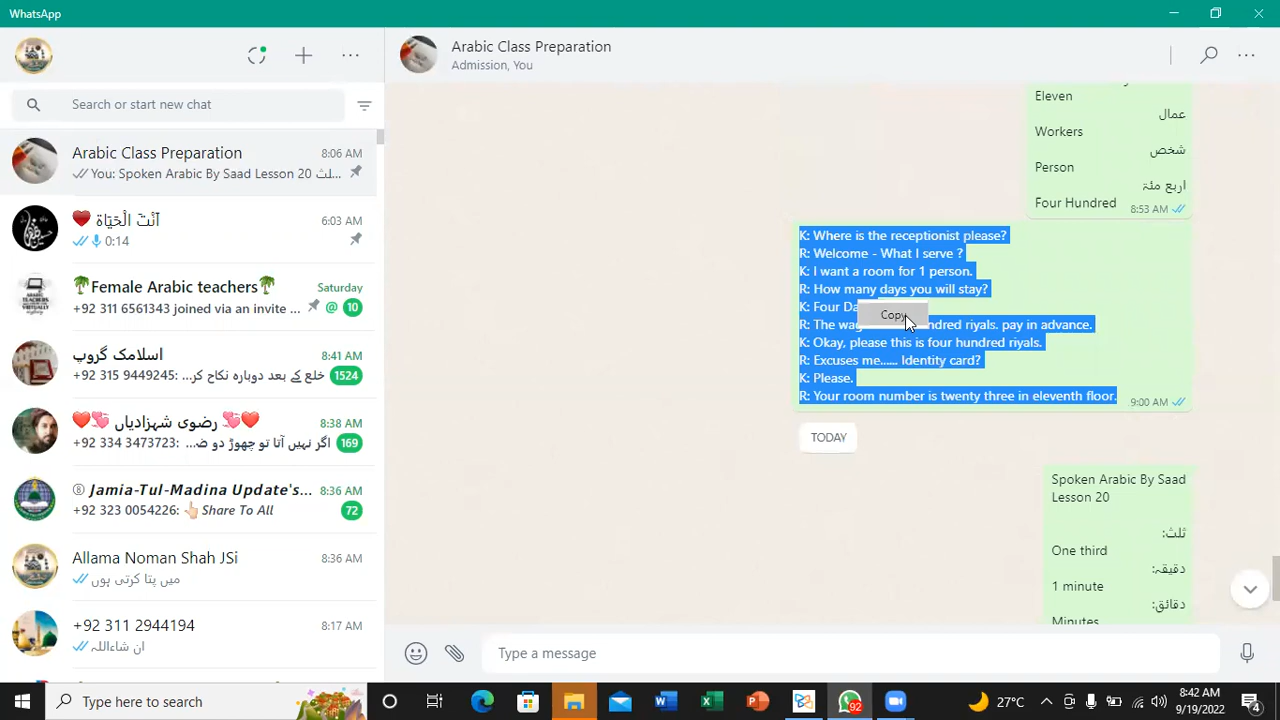 WhatsApp
Search or start new chat
Arabic Class Preparation
8:06 AM
You: Spoken Arabic By Saad Lesson 20 ثلث...
اَنْتَ الْحَيَاة ❤
6:03 AM
0:14
🌴Female Arabic teachers🌴
Saturday
+92 311 6561343 joined via an invite ...
@ 10
اسلامک گروپ
8:41 AM
+92 315 9449245: خلع کے بعد دوبارہ نکاح کر...
1524
❤💞 رضوی شہزادیاں 💞❤
8:38 AM
+92 334 3473723: اگر نہیں آتا تو چھوڑ دو ضہ...
169
⑧ Jamia-Tul-Madina Update's...
8:36 AM
+92 323 0054226: 👆🏻 Share To All
72
Allama Noman Shah JSi
8:36 AM
میں پتا کرتی ہوں
+92 311 2944194
8:17 AM
ان شاءاللہ
Arabic Class Preparation
Admission, You
Eleven
عمال
Workers
شخص
Person
اربع مئۃ
Four Hundred
8:53 AM
K: Where is the receptionist please?
R: Welcome - What I serve ?
K: I want a room for 1 person.
R: How many days you will stay?
K: Four Da
Copy
R: The wag ndred riyals. pay in advance.
K: Okay, please this is four hundred riyals.
R: Excuses me...... Identity card?
K: Please.
R: Your room number is twenty three in eleventh floor.
9:00 AM
TODAY
Spoken Arabic By Saad
Lesson 20
ثلث:
One third
دقیقہ:
1 minute
دقائق:
Minutes
Type a message
Type here to search
92
27°C
8:42 AM
9/19/2022
4